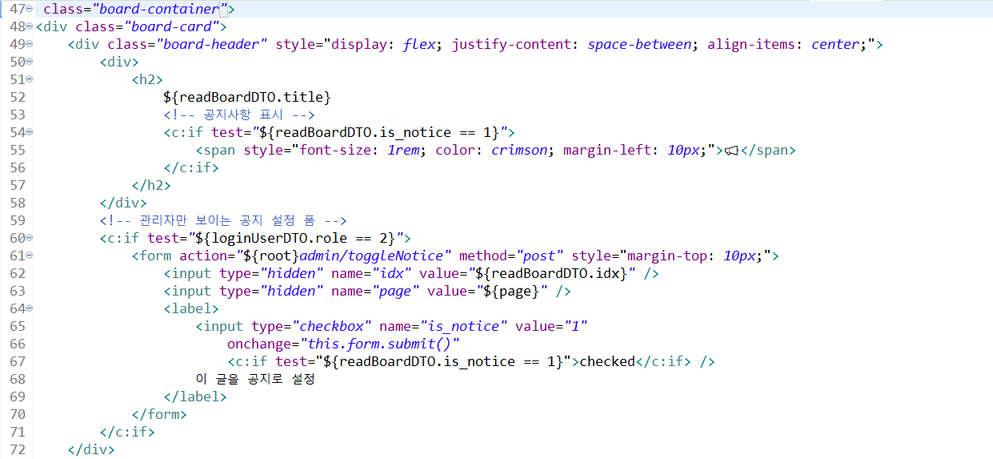 47 class="board-container">
48 <div class="board-card">
49 <div class="board-header" style="display: flex; justify-content: space-between; align-items: center;">
50 <div>
51 <h2>
52 ${readBoardDTO.title}
53 <!-- 공지사항 표시 -->
54 <c:if test="${readBoardDTO.is_notice == 1}">
55 <span style="font-size: 1rem; color: crimson; margin-left: 10px;">📢</span>
56 </c:if>
57 </h2>
58 </div>
59 <!-- 관리자만 보이는 공지 설정 폼 -->
60 <c:if test="${loginUserDTO.role == 2}">
61 <form action="${root}admin/toggleNotice" method="post" style="margin-top: 10px;">
62 <input type="hidden" name="idx" value="${readBoardDTO.idx}" />
63 <input type="hidden" name="page" value="${page}" />
64 <label>
65 <input type="checkbox" name="is_notice" value="1"
66 onchange="this.form.submit()"
67 <c:if test="${readBoardDTO.is_notice == 1}">checked</c:if> />
68 이 글을 공지로 설정
69 </label>
70 </form>
71 </c:if>
72 </div>